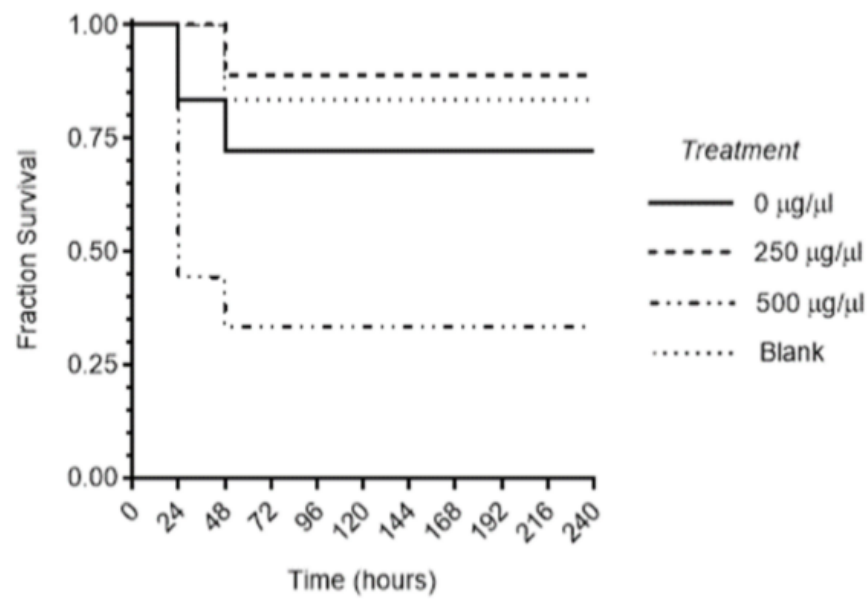 1.00
0.75
0.50
0.25
0.00
Fraction Survival
0 24 48 72 96 120 144 168 192 216 240
Time (hours)
Treatment
0 µg/µl
250 µg/µl
500 µg/µl
Blank